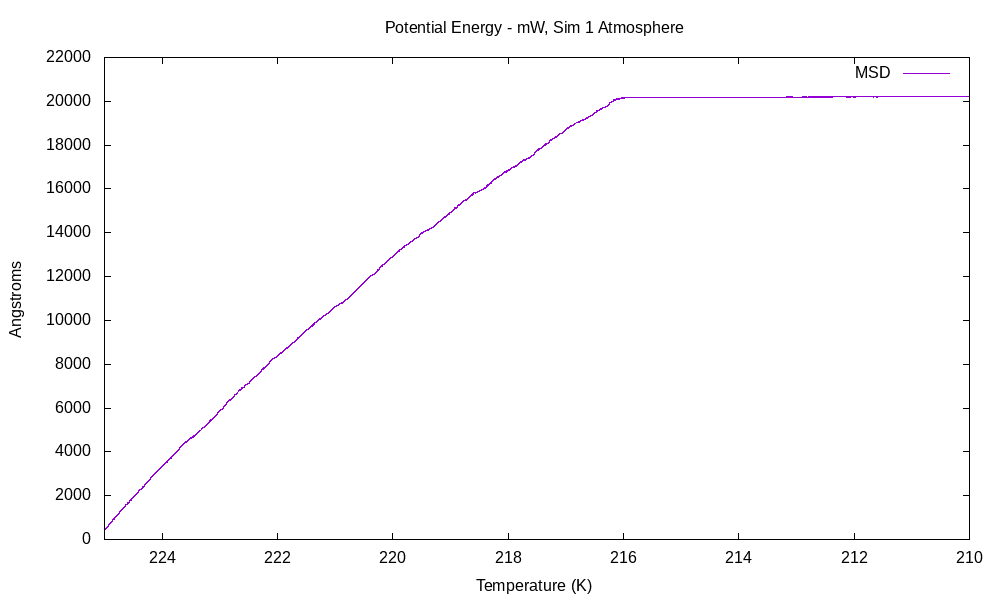 Potential Energy - mW, Sim 1 Atmosphere
MSD
22000
20000
18000
16000
14000
12000
10000
8000
6000
4000
2000
0
Angstroms
224 222 220 218 216 214 212 210
Temperature (K)